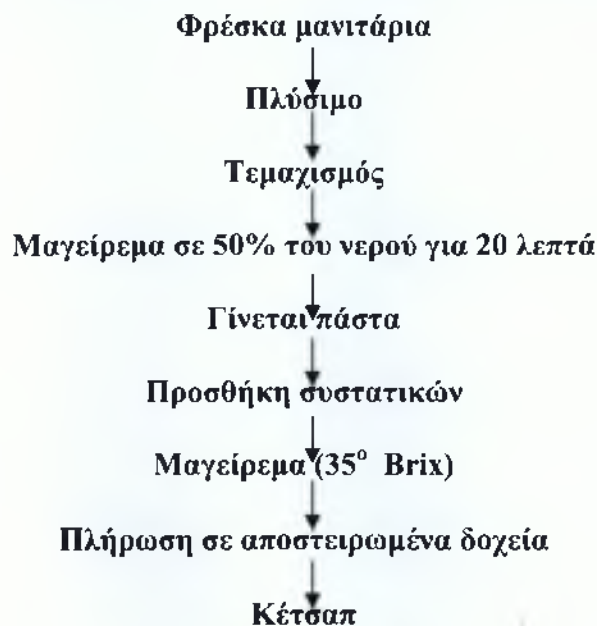 Φρέσκα μανιτάρια
Πλύσιμο
Τεμαχισμός
Μαγείρεμα σε 50% του νερού για 20 λεπτά
Γίνεται πάστα
Προσθήκη συστατικών
Μαγείρεμα (35° Brix)
Πλήρωση σε αποστειρωμένα δοχεία
Κέτσαπ